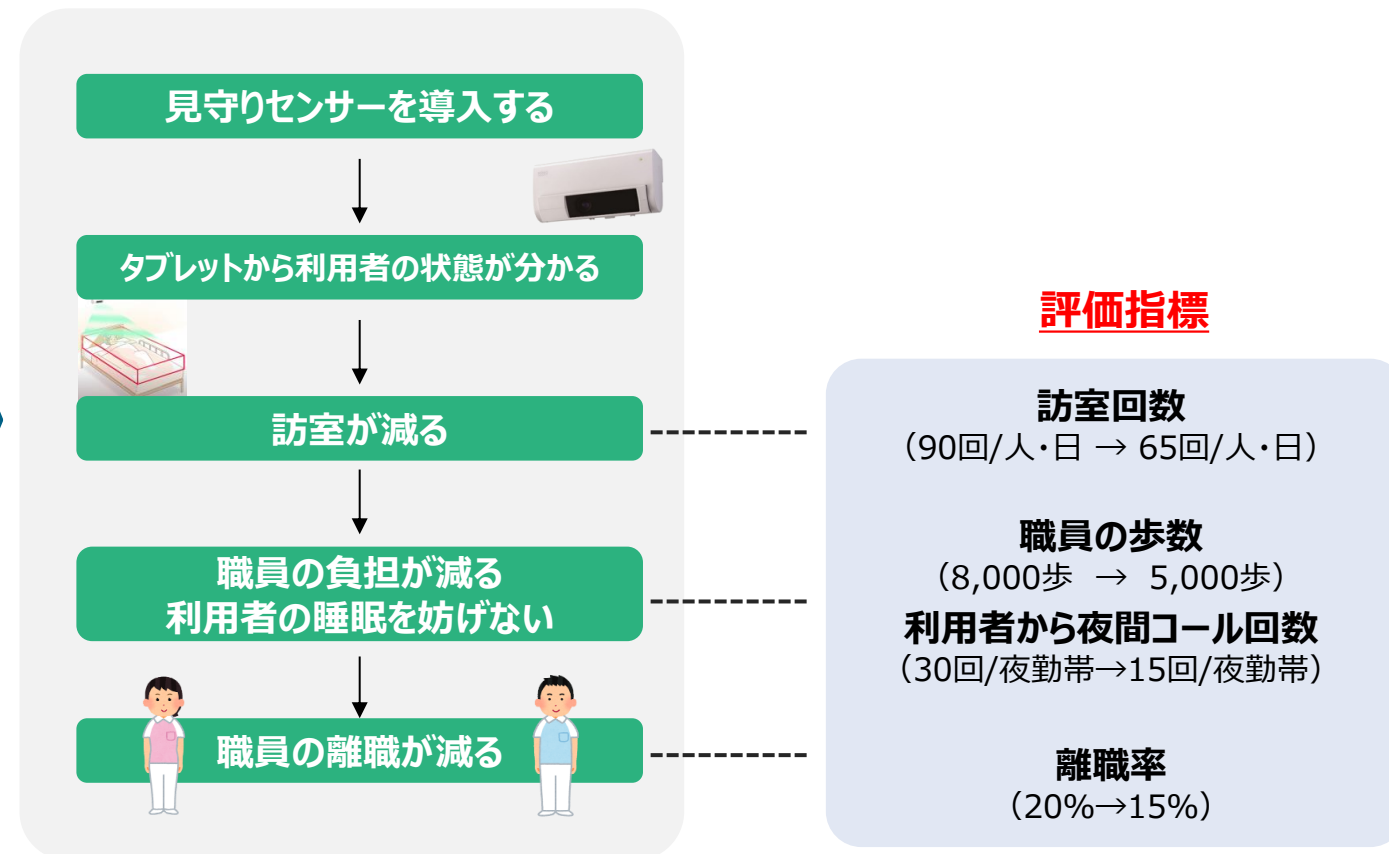 見守りセンサーを導入する
タブレットから利用者の状態が分かる
訪室が減る
職員の負担が減る
利用者の睡眠を妨げない
職員の離職が減る
評価指標
訪室回数
（90回/人・日 → 65回/人・日）
職員の歩数
（8,000歩 → 5,000歩）
利用者から夜間コール回数
（30回/夜勤帯→15回/夜勤帯）
離職率
（20%→15%）